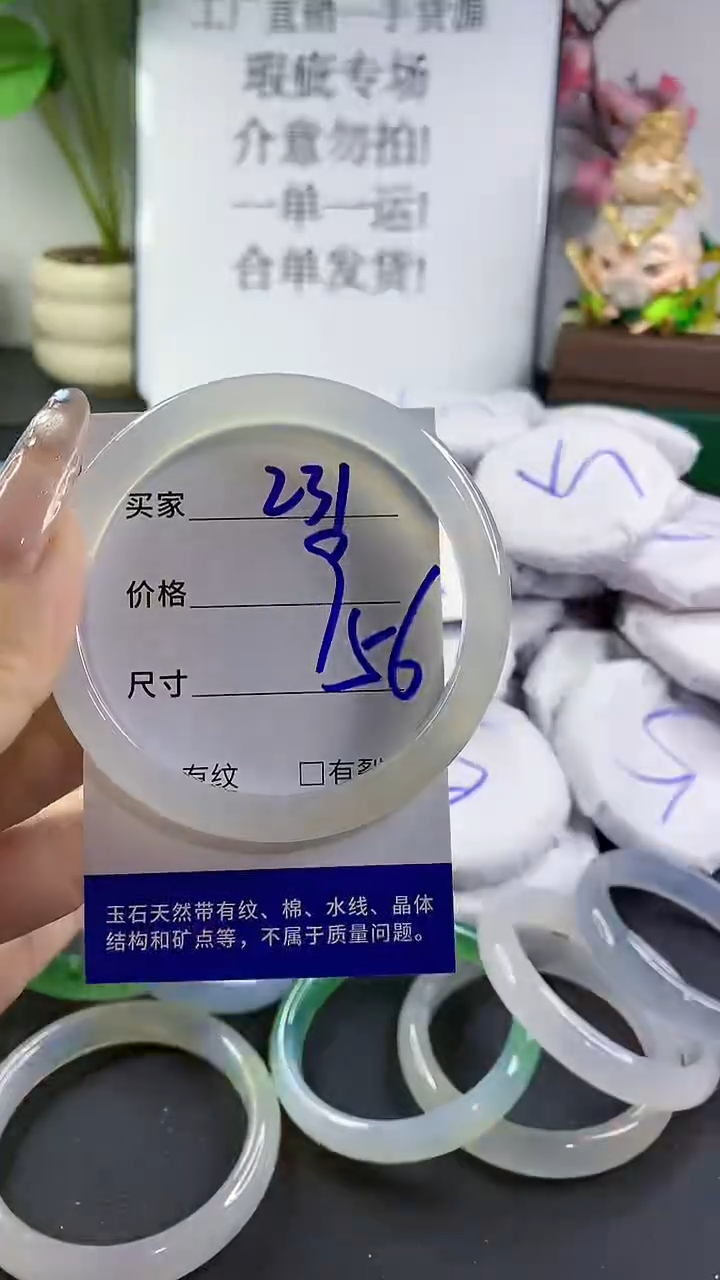 工厂直销一手货源
瑕疵专场
介意勿拍!
一单一运!
合单发货!
买家 231
价格 9
尺寸 56
有纹 □有裂
玉石天然带有纹、棉、水线、晶体
结构和矿点等，不属于质量问题。